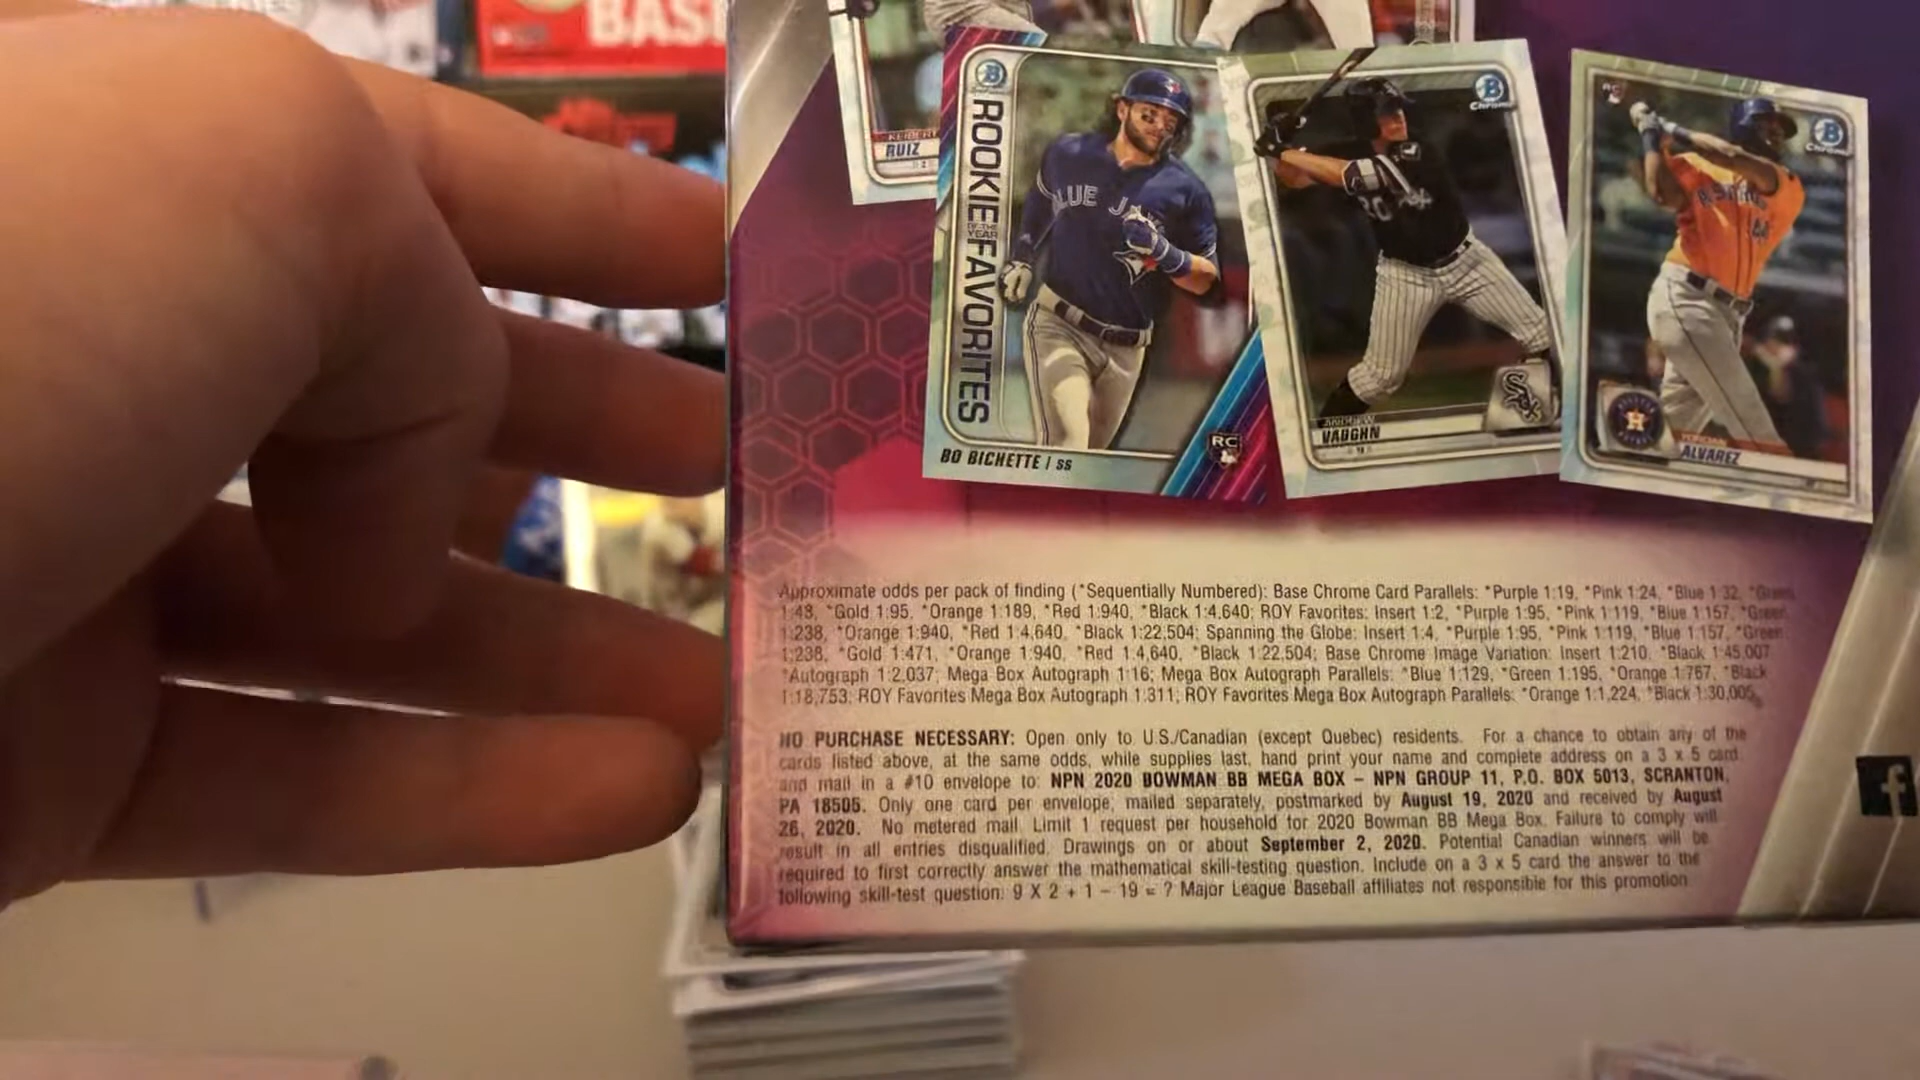 BAS
KEIBERT
RUIZ
ROOKIE OF THE YEAR FAVORITES
BLUE JA
BO BICHETTE | SS
RC
Chrome
ANDREW
VAUGHN
Sox
RC
Chrome
ASTROS
44
YORDAN
ALVAREZ
Approximate odds per pack of finding (*Sequentially Numbered): Base Chrome Card Parallels: *Purple 1:19, *Pink 1:24, *Blue 1:32, *Green
1:48, *Gold 1:95, *Orange 1:189, *Red 1:940, *Black 1:4,640; ROY Favorites: Insert 1:2, *Purple 1:95, *Pink 1:119, *Blue 1:157, *Green
1:238, *Orange 1:940, *Red 1:4,640, *Black 1:22,504; Spanning the Globe: Insert 1:4, *Purple 1:95, *Pink 1:119, *Blue 1:157, *Green
1:238, *Gold 1:471, *Orange 1:940, *Red 1:4,640, *Black 1:22,504; Base Chrome Image Variation: Insert 1:210, *Black 1:45,007
*Autograph 1:2,037; Mega Box Autograph 1:16; Mega Box Autograph Parallels: *Blue 1:129, *Green 1:195, *Orange 1:767, *Black
1:18,753; ROY Favorites Mega Box Autograph 1:311; ROY Favorites Mega Box Autograph Parallels: *Orange 1:1,224, *Black 1:30,005.
NO PURCHASE NECESSARY: Open only to U.S./Canadian (except Quebec) residents. For a chance to obtain any of the
cards listed above, at the same odds, while supplies last, hand print your name and complete address on a 3 x 5 card
and mail in a #10 envelope to: NPN 2020 BOWMAN BB MEGA BOX – NPN GROUP 11, P.O. BOX 5013, SCRANTON,
PA 18505. Only one card per envelope; mailed separately, postmarked by August 19, 2020 and received by August
26, 2020. No metered mail. Limit 1 request per household for 2020 Bowman BB Mega Box. Failure to comply will
result in all entries disqualified. Drawings on or about September 2, 2020. Potential Canadian winners will be
required to first correctly answer the mathematical skill-testing question. Include on a 3 x 5 card the answer to the
following skill-test question: 9 X 2 + 1 – 19 = ? Major League Baseball affiliates not responsible for this promotion.